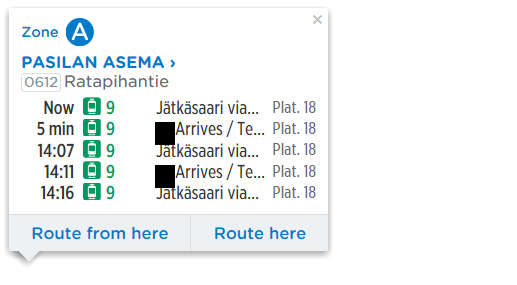 Zone A
PASILAN ASEMA ›
0612 Ratapihantie
Now 9 Jätkäsaari via... Plat. 18
5 min 9 Arrives / Te... Plat. 18
14:07 9 Jätkäsaari via... Plat. 18
14:11 9 Arrives / Te... Plat. 18
14:16 9 Jätkäsaari via... Plat. 18
Route from here Route here